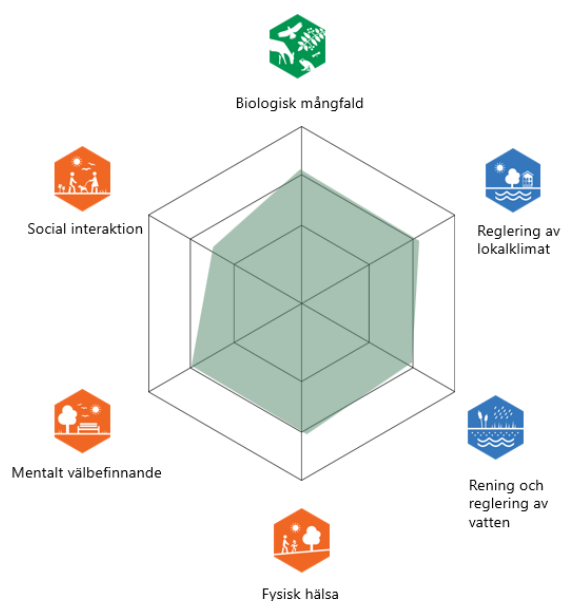 Biologisk mångfald
Social interaktion
Reglering av
lokalklimat
Mentalt välbefinnande
Rening och
reglering av
vatten
Fysisk hälsa